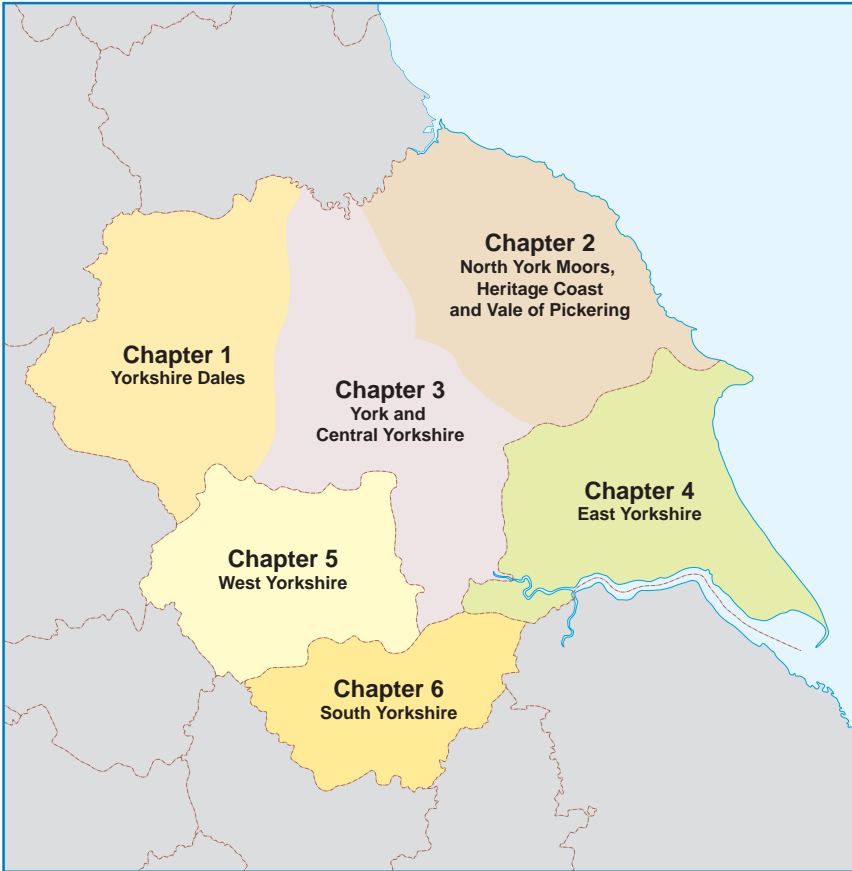 Chapter 1
Yorkshire Dales
Chapter 2
North York Moors,
Heritage Coast
and Vale of Pickering
Chapter 3
York and
Central Yorkshire
Chapter 4
East Yorkshire
Chapter 5
West Yorkshire
Chapter 6
South Yorkshire